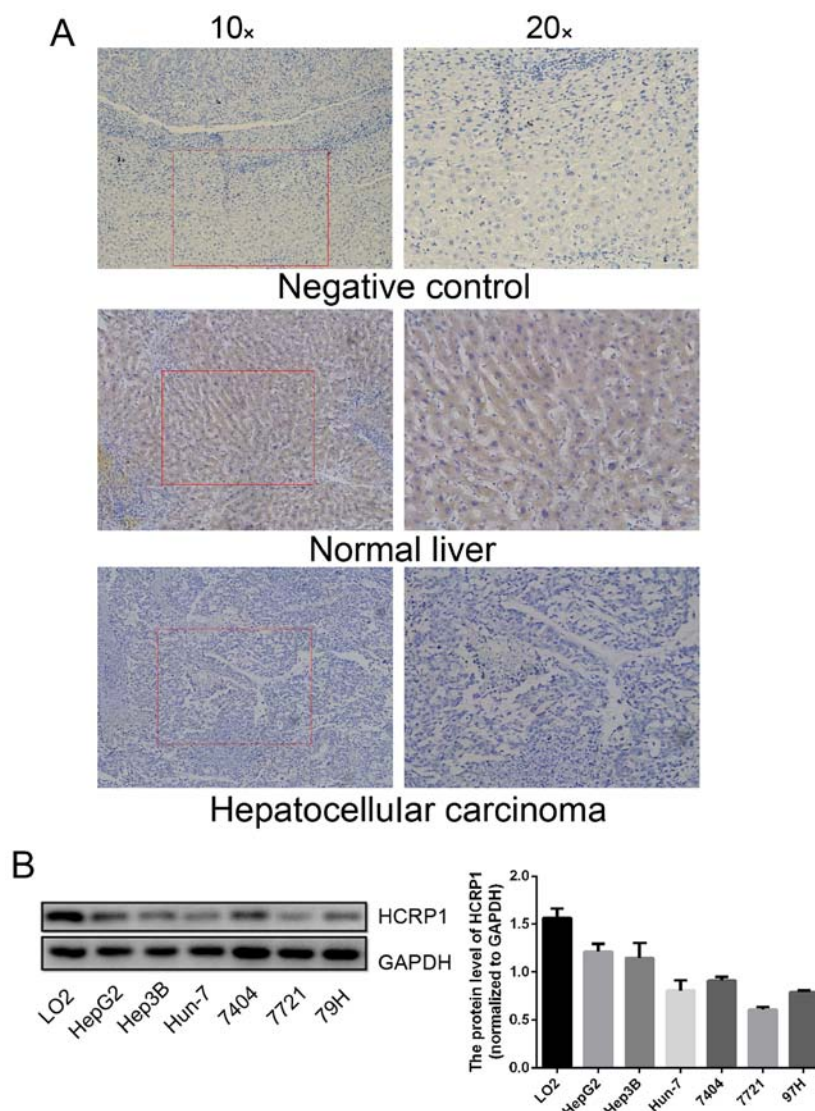 A
10×
20×
Negative control
Normal liver
Hepatocellular carcinoma
B
HCRP1
GAPDH
LO2
HepG2
Hep3B
Hun-7
7404
7721
79H
The protein level of HCRP1
(normalized to GAPDH)
2.0
1.5
1.0
0.5
0.0
LO2
HepG2
Hep3B
Hun-7
7404
7721
97H